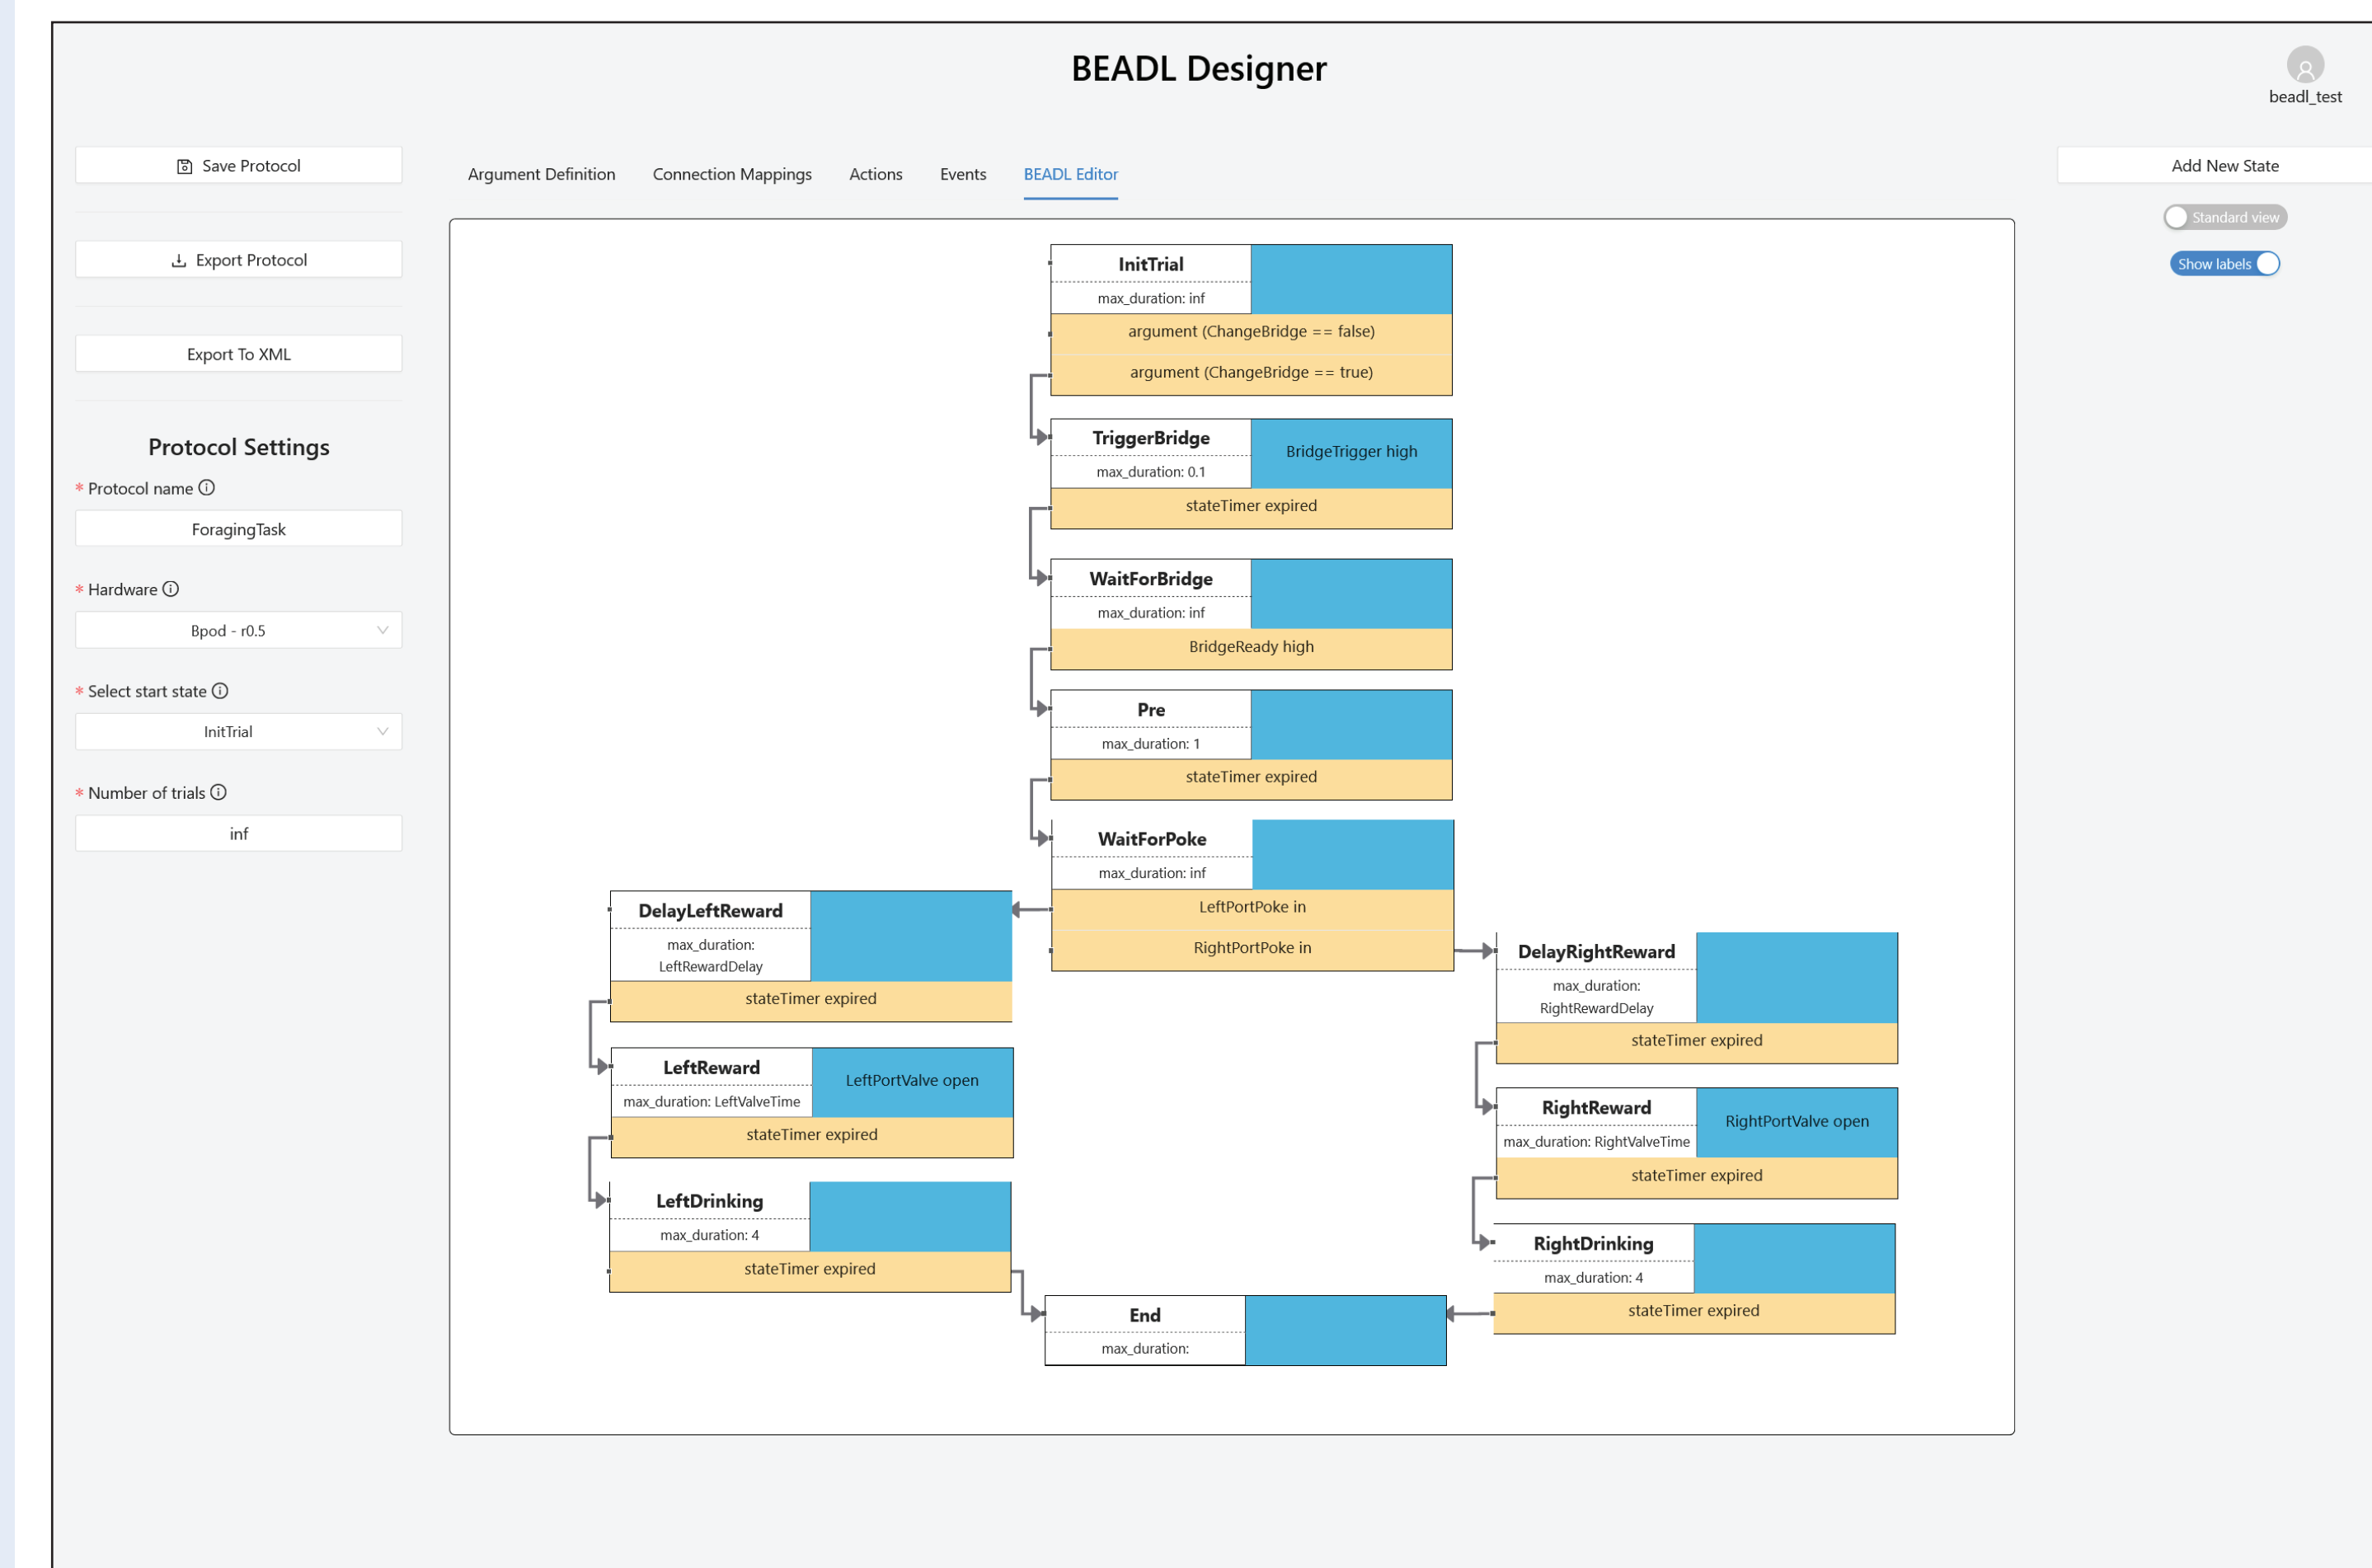 BEADL Designer
beadl_test
Save Protocol
Export Protocol
Export To XML
Protocol Settings
* Protocol name
ForagingTask
* Hardware
Bpod - r0.5
* Select start state
InitTrial
* Number of trials
inf
Argument Definition
Connection Mappings
Actions
Events
BEADL Editor
InitTrial
max_duration: inf
argument (ChangeBridge == false)
argument (ChangeBridge == true)
TriggerBridge
BridgeTrigger high
max_duration: 0.1
stateTimer expired
WaitForBridge
max_duration: inf
BridgeReady high
Pre
max_duration: 1
stateTimer expired
WaitForPoke
max_duration: inf
LeftPortPoke in
RightPortPoke in
DelayLeftReward
max_duration:
LeftRewardDelay
stateTimer expired
LeftReward
LeftPortValve open
max_duration: LeftValveTime
stateTimer expired
LeftDrinking
max_duration: 4
stateTimer expired
DelayRightReward
max_duration:
RightRewardDelay
stateTimer expired
RightReward
RightPortValve open
max_duration: RightValveTime
stateTimer expired
RightDrinking
max_duration: 4
stateTimer expired
End
max_duration:
Add New State
Standard view
Show labels